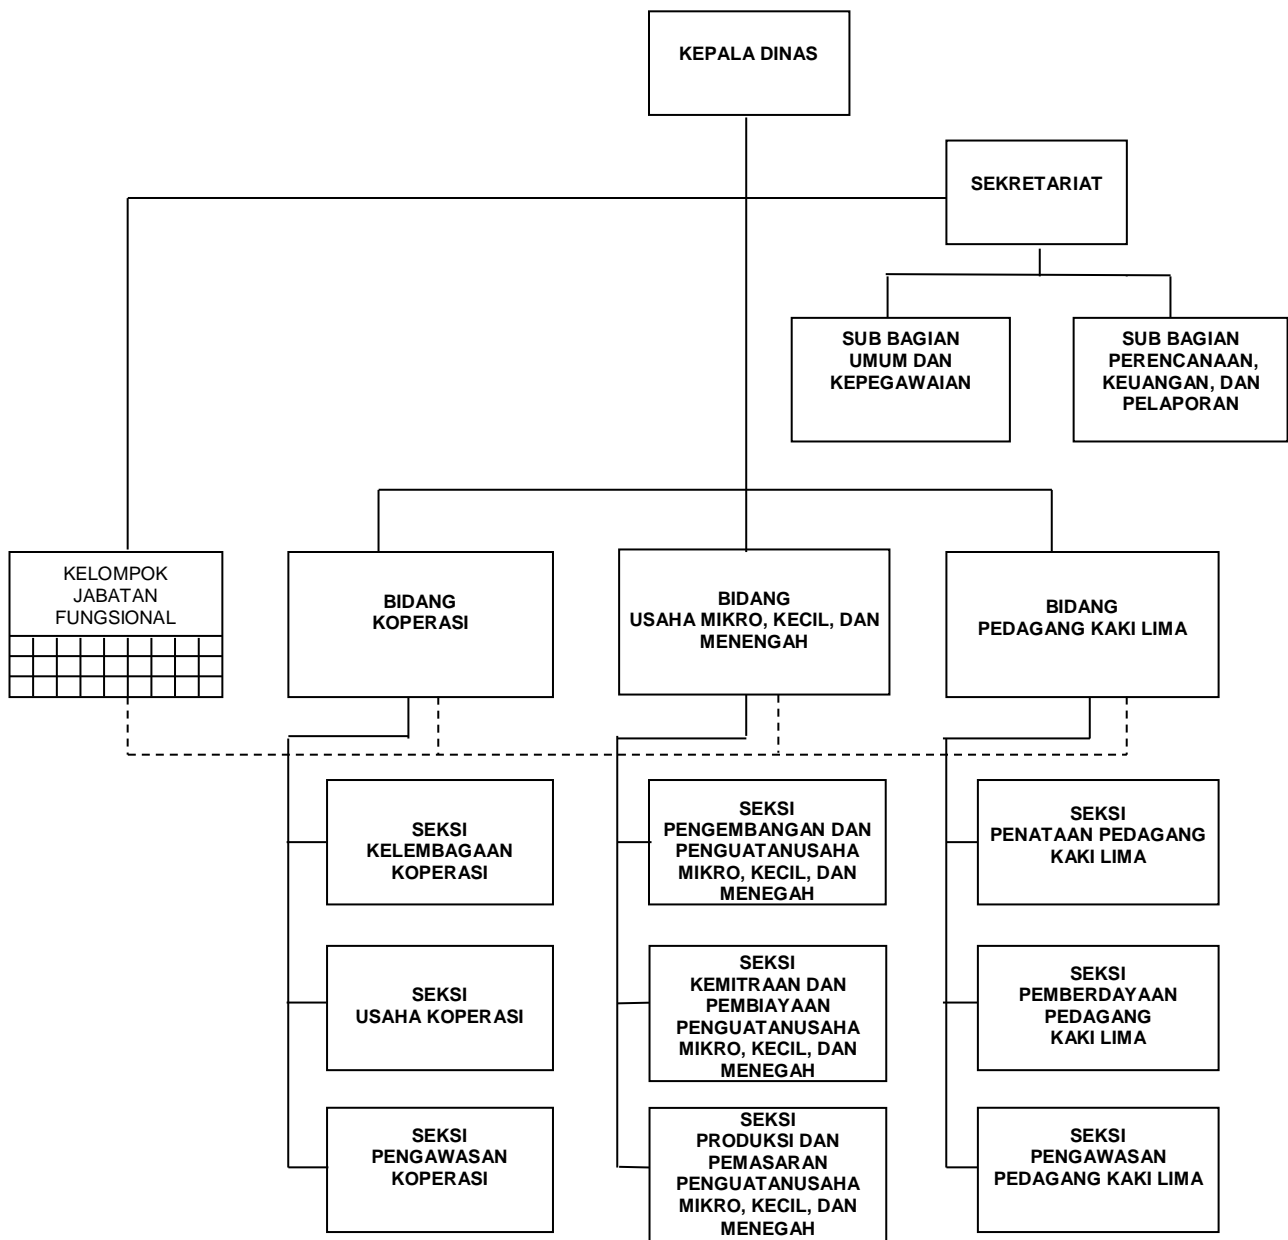 KEPALA DINAS
SEKRETARIAT
SUB BAGIAN
UMUM DAN
KEPEGAWAIAN
SUB BAGIAN
PERENCANAAN,
KEUANGAN, DAN
PELAPORAN
KELOMPOK
JABATAN
FUNGSIONAL
BIDANG
KOPERASI
BIDANG
USAHA MIKRO, KECIL, DAN
MENENGAH
BIDANG
PEDAGANG KAKI LIMA
SEKSI
KELEMBAGAAN
KOPERASI
SEKSI
PENGEMBANGAN DAN
PENGUATANUSAHA
MIKRO, KECIL, DAN
MENEGAH
SEKSI
PENATAAN PEDAGANG
KAKI LIMA
SEKSI
USAHA KOPERASI
SEKSI
KEMITRAAN DAN
PEMBIAYAAN
PENGUATANUSAHA
MIKRO, KECIL, DAN
MENEGAH
SEKSI
PEMBERDAYAAN
PEDAGANG
KAKI LIMA
SEKSI
PENGAWASAN
KOPERASI
SEKSI
PRODUKSI DAN
PEMASARAN
PENGUATANUSAHA
MIKRO, KECIL, DAN
MENEGAH
SEKSI
PENGAWASAN
PEDAGANG KAKI LIMA